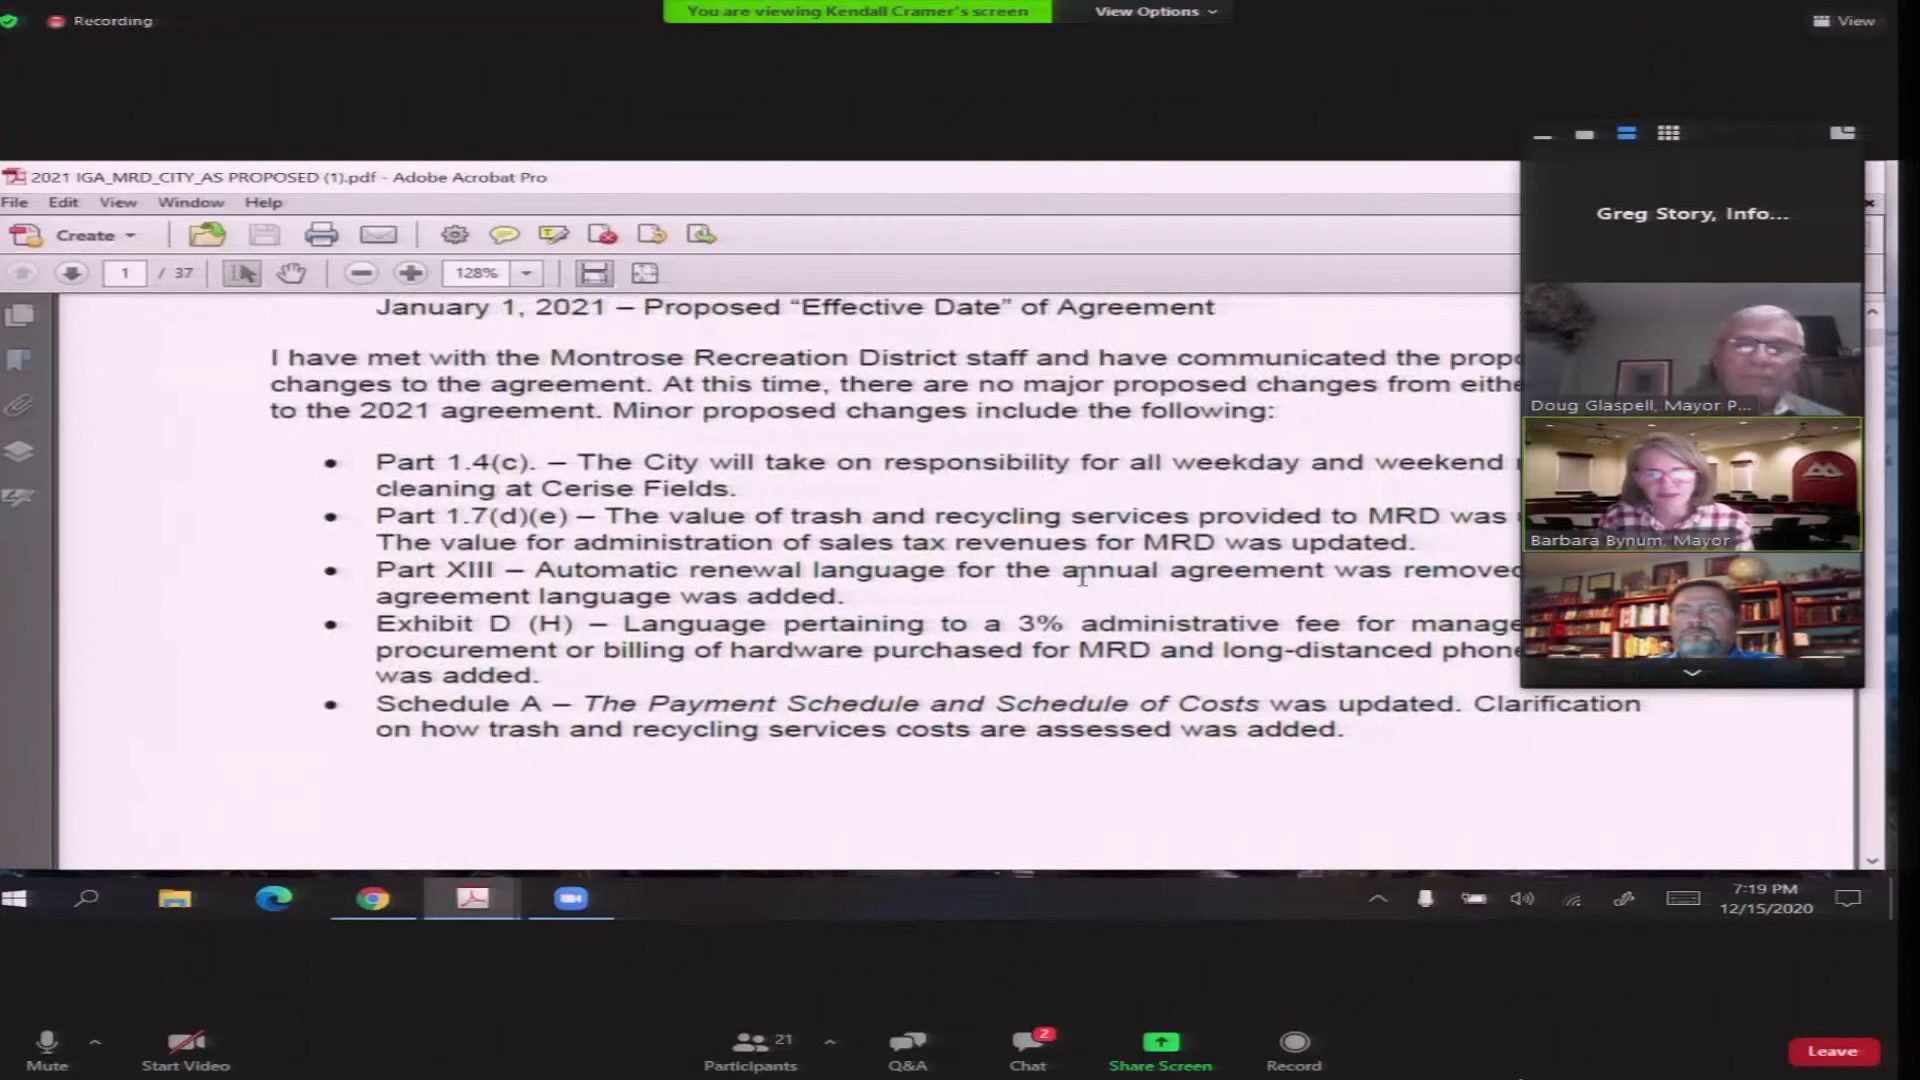 Recording
You are viewing Kendall Cramer's screen
View Options
View
2021 IGA_MRD_CITY_AS PROPOSED (1).pdf - Adobe Acrobat Pro
File Edit View Window Help
Create
1 / 37
128%
January 1, 2021 – Proposed “Effective Date” of Agreement
I have met with the Montrose Recreation District staff and have communicated the
changes to the agreement. At this time, there are no major proposed changes from
to the 2021 agreement. Minor proposed changes include the following:
• Part 1.4(c). – The City will take on responsibility for all weekday and weekend
cleaning at Cerise Fields.
• Part 1.7(d)(e) – The value of trash and recycling services provided to MRD was
The value for administration of sales tax revenues for MRD was updated.
• Part XIII – Automatic renewal language for the annual agreement was removed
agreement language was added.
• Exhibit D (H) – Language pertaining to a 3% administrative fee for
procurement or billing of hardware purchased for MRD and long-distanced phone
was added.
• Schedule A – The Payment Schedule and Schedule of Costs was updated. Clarification
on how trash and recycling services costs are assessed was added.
Greg Story, Info...
Doug Glaspell, Mayor P...
Barbara Bynum, Mayor
7:19 PM
12/15/2020
Mute
Start Video
21
Participants
Q&A
2
Chat
Share Screen
Record
Leave